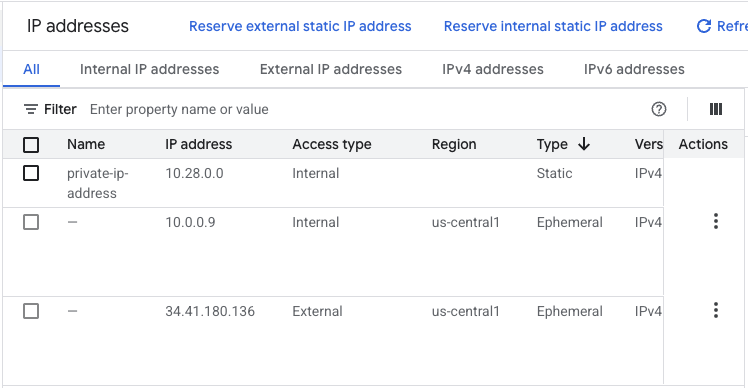 IP addresses Reserve external static IP address Reserve internal static IP address Refre
All Internal IP addresses External IP addresses IPv4 addresses IPv6 addresses
Filter Enter property name or value
Name IP address Access type Region Type Vers Actions
private-ip- 10.28.0.0 Internal Static IPv4
address
— 10.0.0.9 Internal us-central1 Ephemeral IPv4
— 34.41.180.136 External us-central1 Ephemeral IPv4